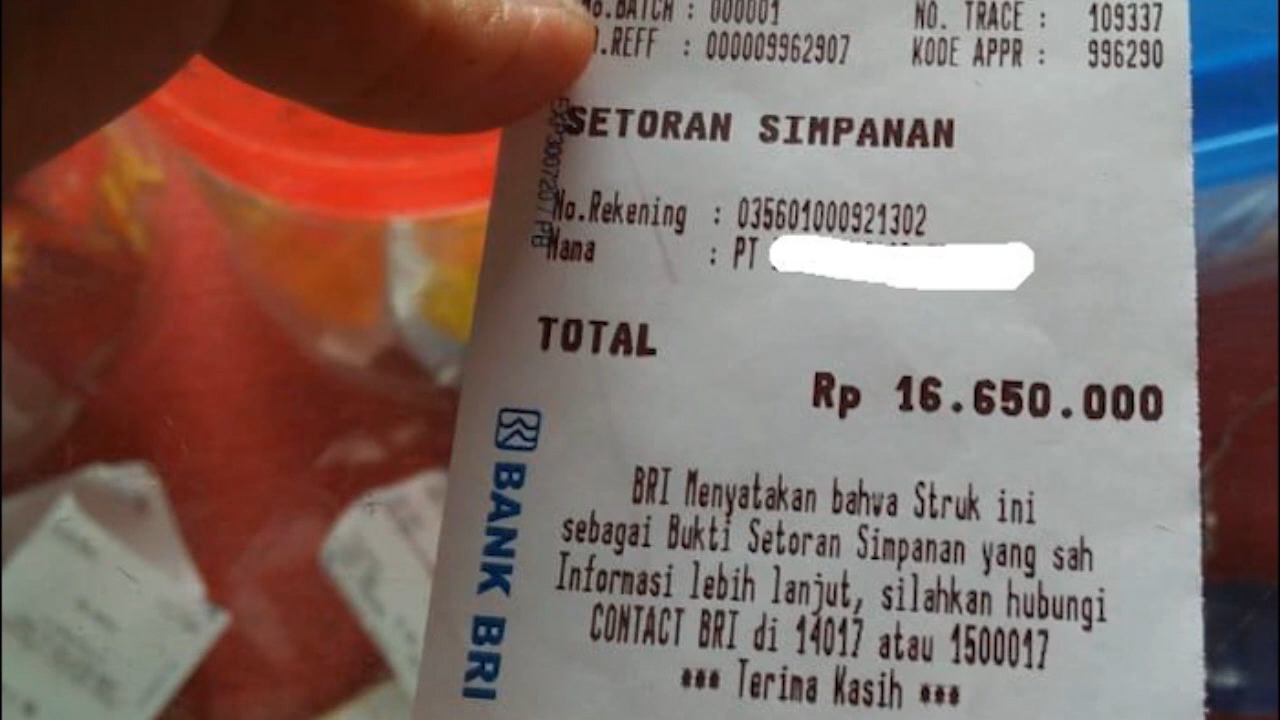 o.BATCH : 000001 NO. TRACE : 109337
.REFF : 000009962907 KODE APPR : 996290
SETORAN SIMPANAN
No.Rekening : 035601000921302
Nama : PT
TOTAL
Rp 16.650.000
BRI Menyatakan bahwa Struk ini
sebagai Bukti Setoran Simpanan yang sah
Informasi lebih lanjut, silahkan hubungi
CONTACT BRI di 14017 atau 1500017
*** Terima Kasih ***
BANK BRI